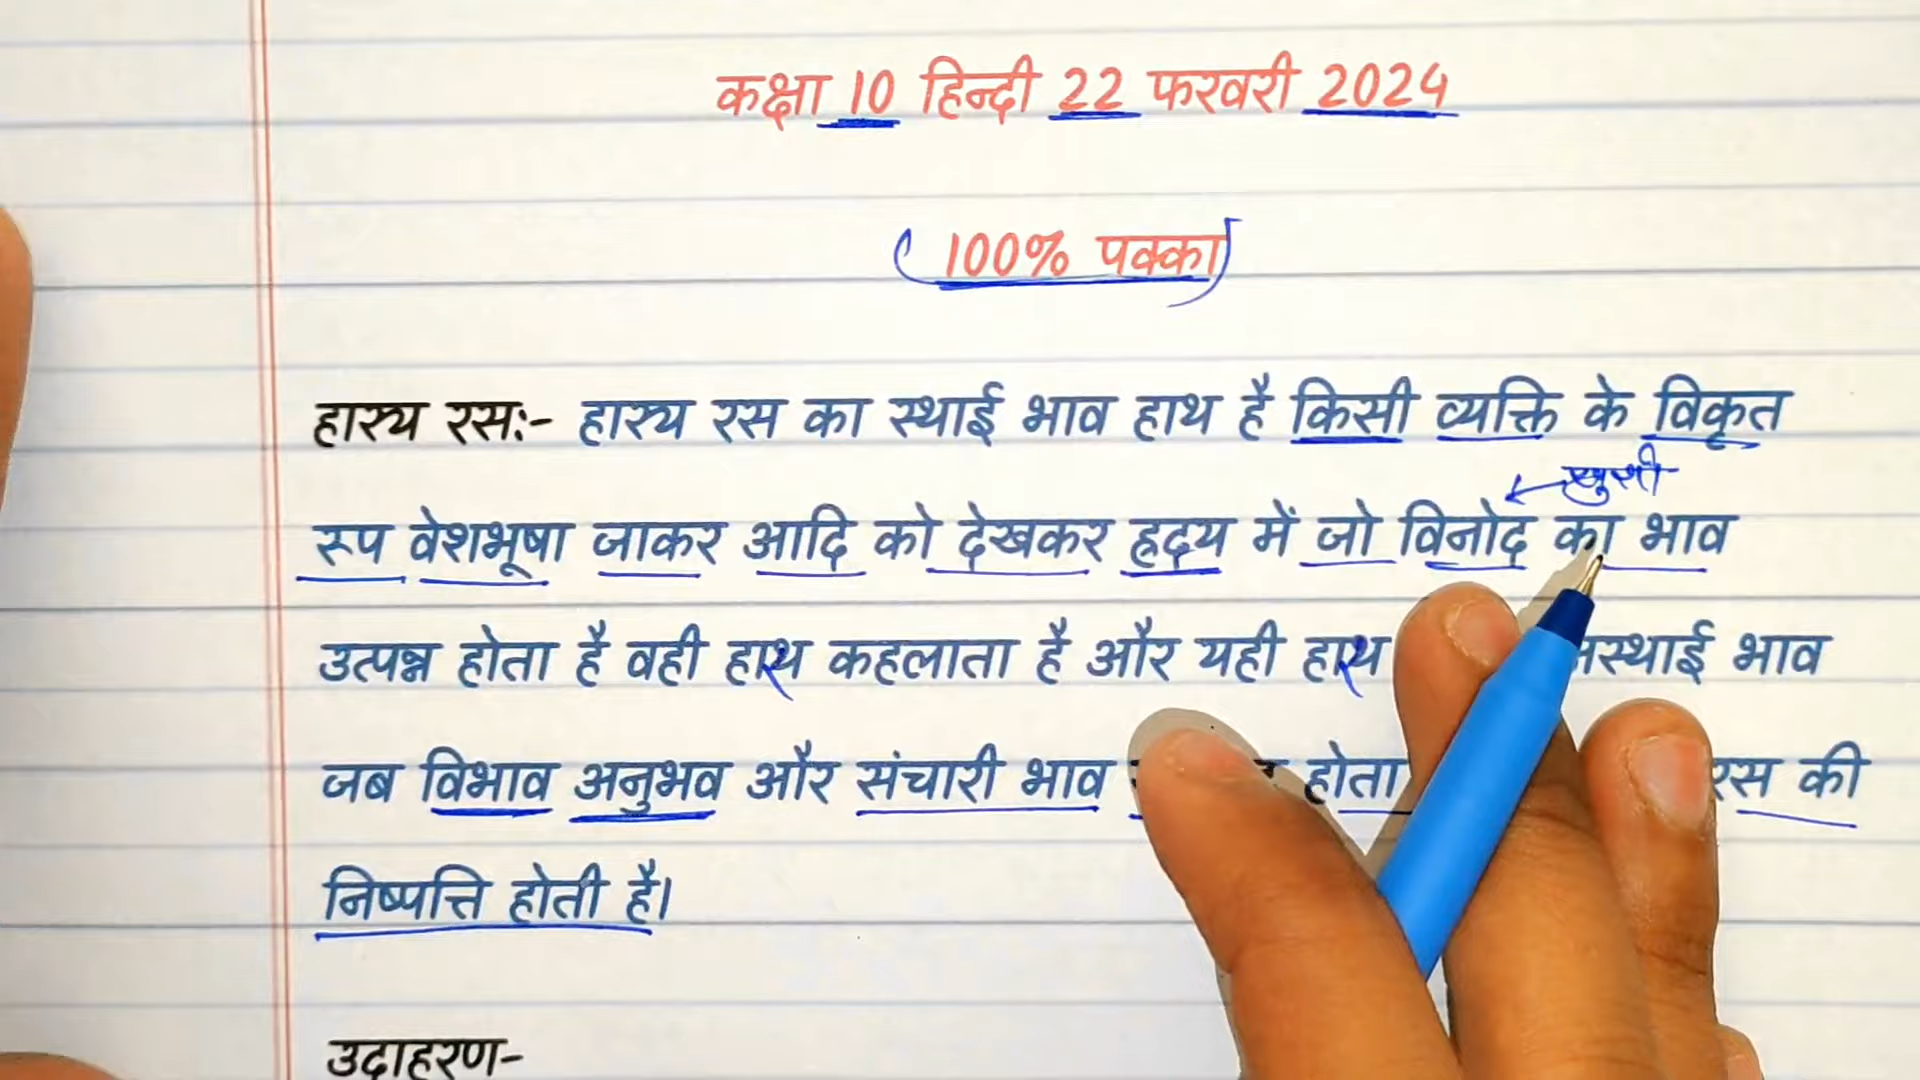 कक्षा 10 हिन्दी 22 फरवरी 2024
(100% पक्का)
हास्य रस:- हास्य रस का स्थाई भाव हाथ है किसी व्यक्ति के विकृत
खुशी
रूप वेशभूषा जाकर आदि को देखकर ह्रदय में जो विनोद का भाव
उत्पन्न होता है वही हाथ कहलाता है और यही हाथ स्थाई भाव
जब विभाव अनुभव और संचारी भाव होता रस की
निष्पत्ति होती है।
उदाहरण-